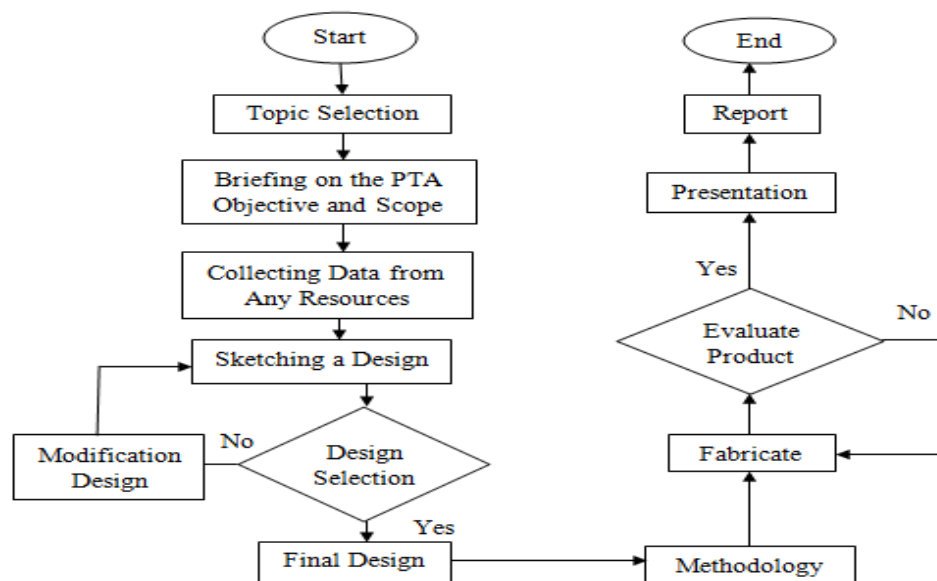 Start
Topic Selection
Briefing on the PTA
Objective and Scope
Collecting Data from
Any Resources
Sketching a Design
No
Modification
Design
Design
Selection
Yes
Final Design
Methodology
Fabricate
Evaluate
Product
No
Yes
Presentation
Report
End